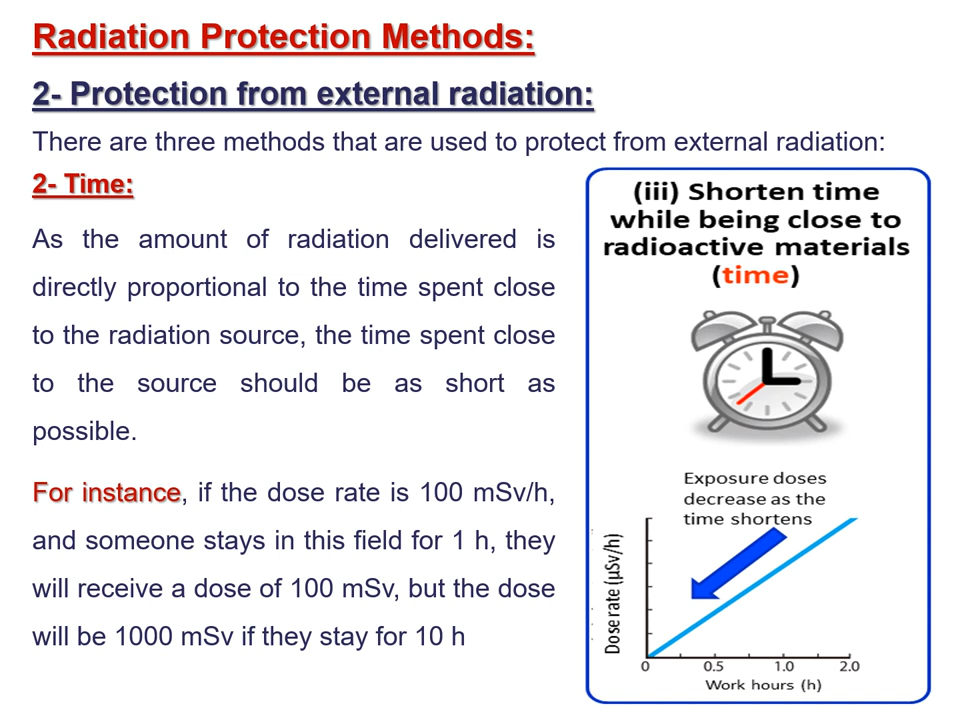 Radiation Protection Methods:
2- Protection from external radiation:
There are three methods that are used to protect from external radiation:
2- Time:
As the amount of radiation delivered is
directly proportional to the time spent close
to the radiation source, the time spent close
to the source should be as short as
possible.
For instance, if the dose rate is 100 mSv/h,
and someone stays in this field for 1 h, they
will receive a dose of 100 mSv, but the dose
will be 1000 mSv if they stay for 10 h
(iii) Shorten time
while being close to
radioactive materials
(time)
Exposure doses
decrease as the
time shortens
Dose rate (μSv/h)
0 0.5 1.0 2.0
Work hours (h)